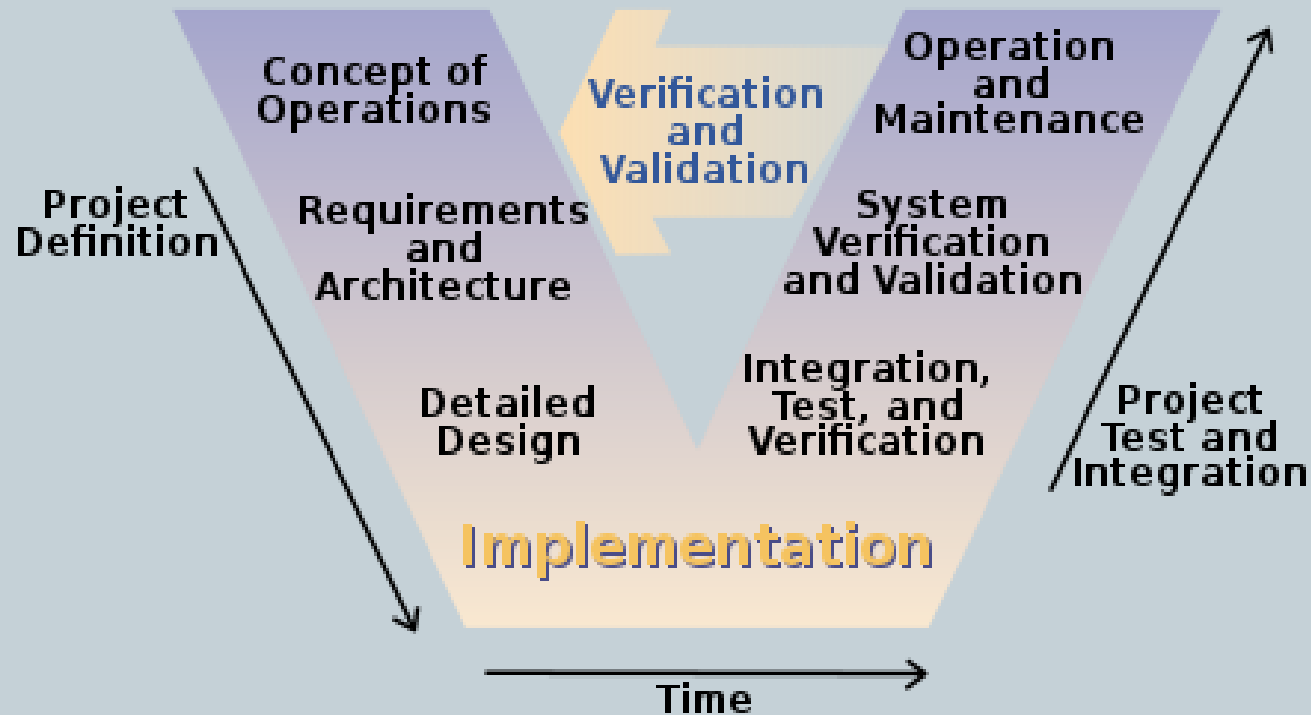 Concept of
Operations
Verification
and
Validation
Operation
and
Maintenance
Project
Definition
Requirements
and
Architecture
System
Verification
and Validation
Detailed
Design
Integration,
Test, and
Verification
Project
Test and
Integration
Implementation
Time